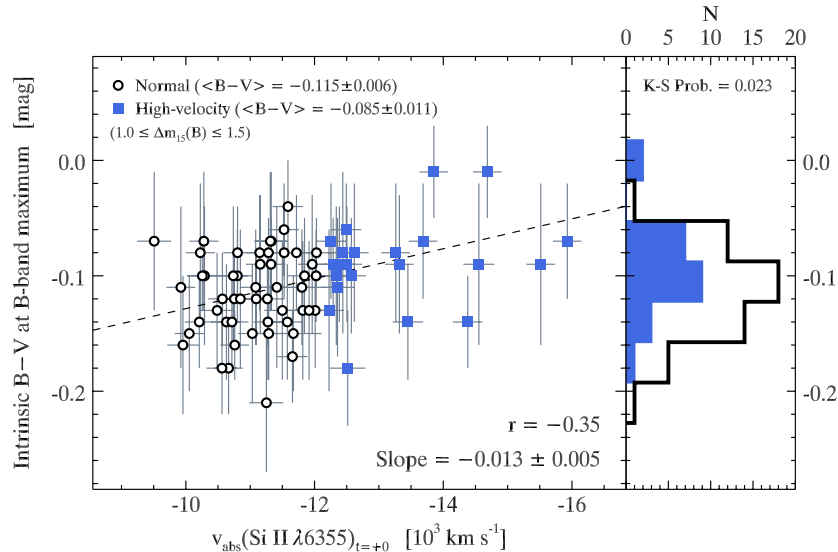 N
0 5 10 15 20
Normal (<B−V> = −0.115±0.006)
High-velocity (<B−V> = −0.085±0.011)
(1.0 ≤ Δm₁₅(B) ≤ 1.5)
K-S Prob. = 0.023
Intrinsic B−V at B-band maximum [mag]
0.0
-0.1
-0.2
0.0
-0.1
-0.2
r = −0.35
Slope = −0.013 ± 0.005
-10 -12 -14 -16
v_abs(Si II λ6355)_t=+0 [10³ km s⁻¹]